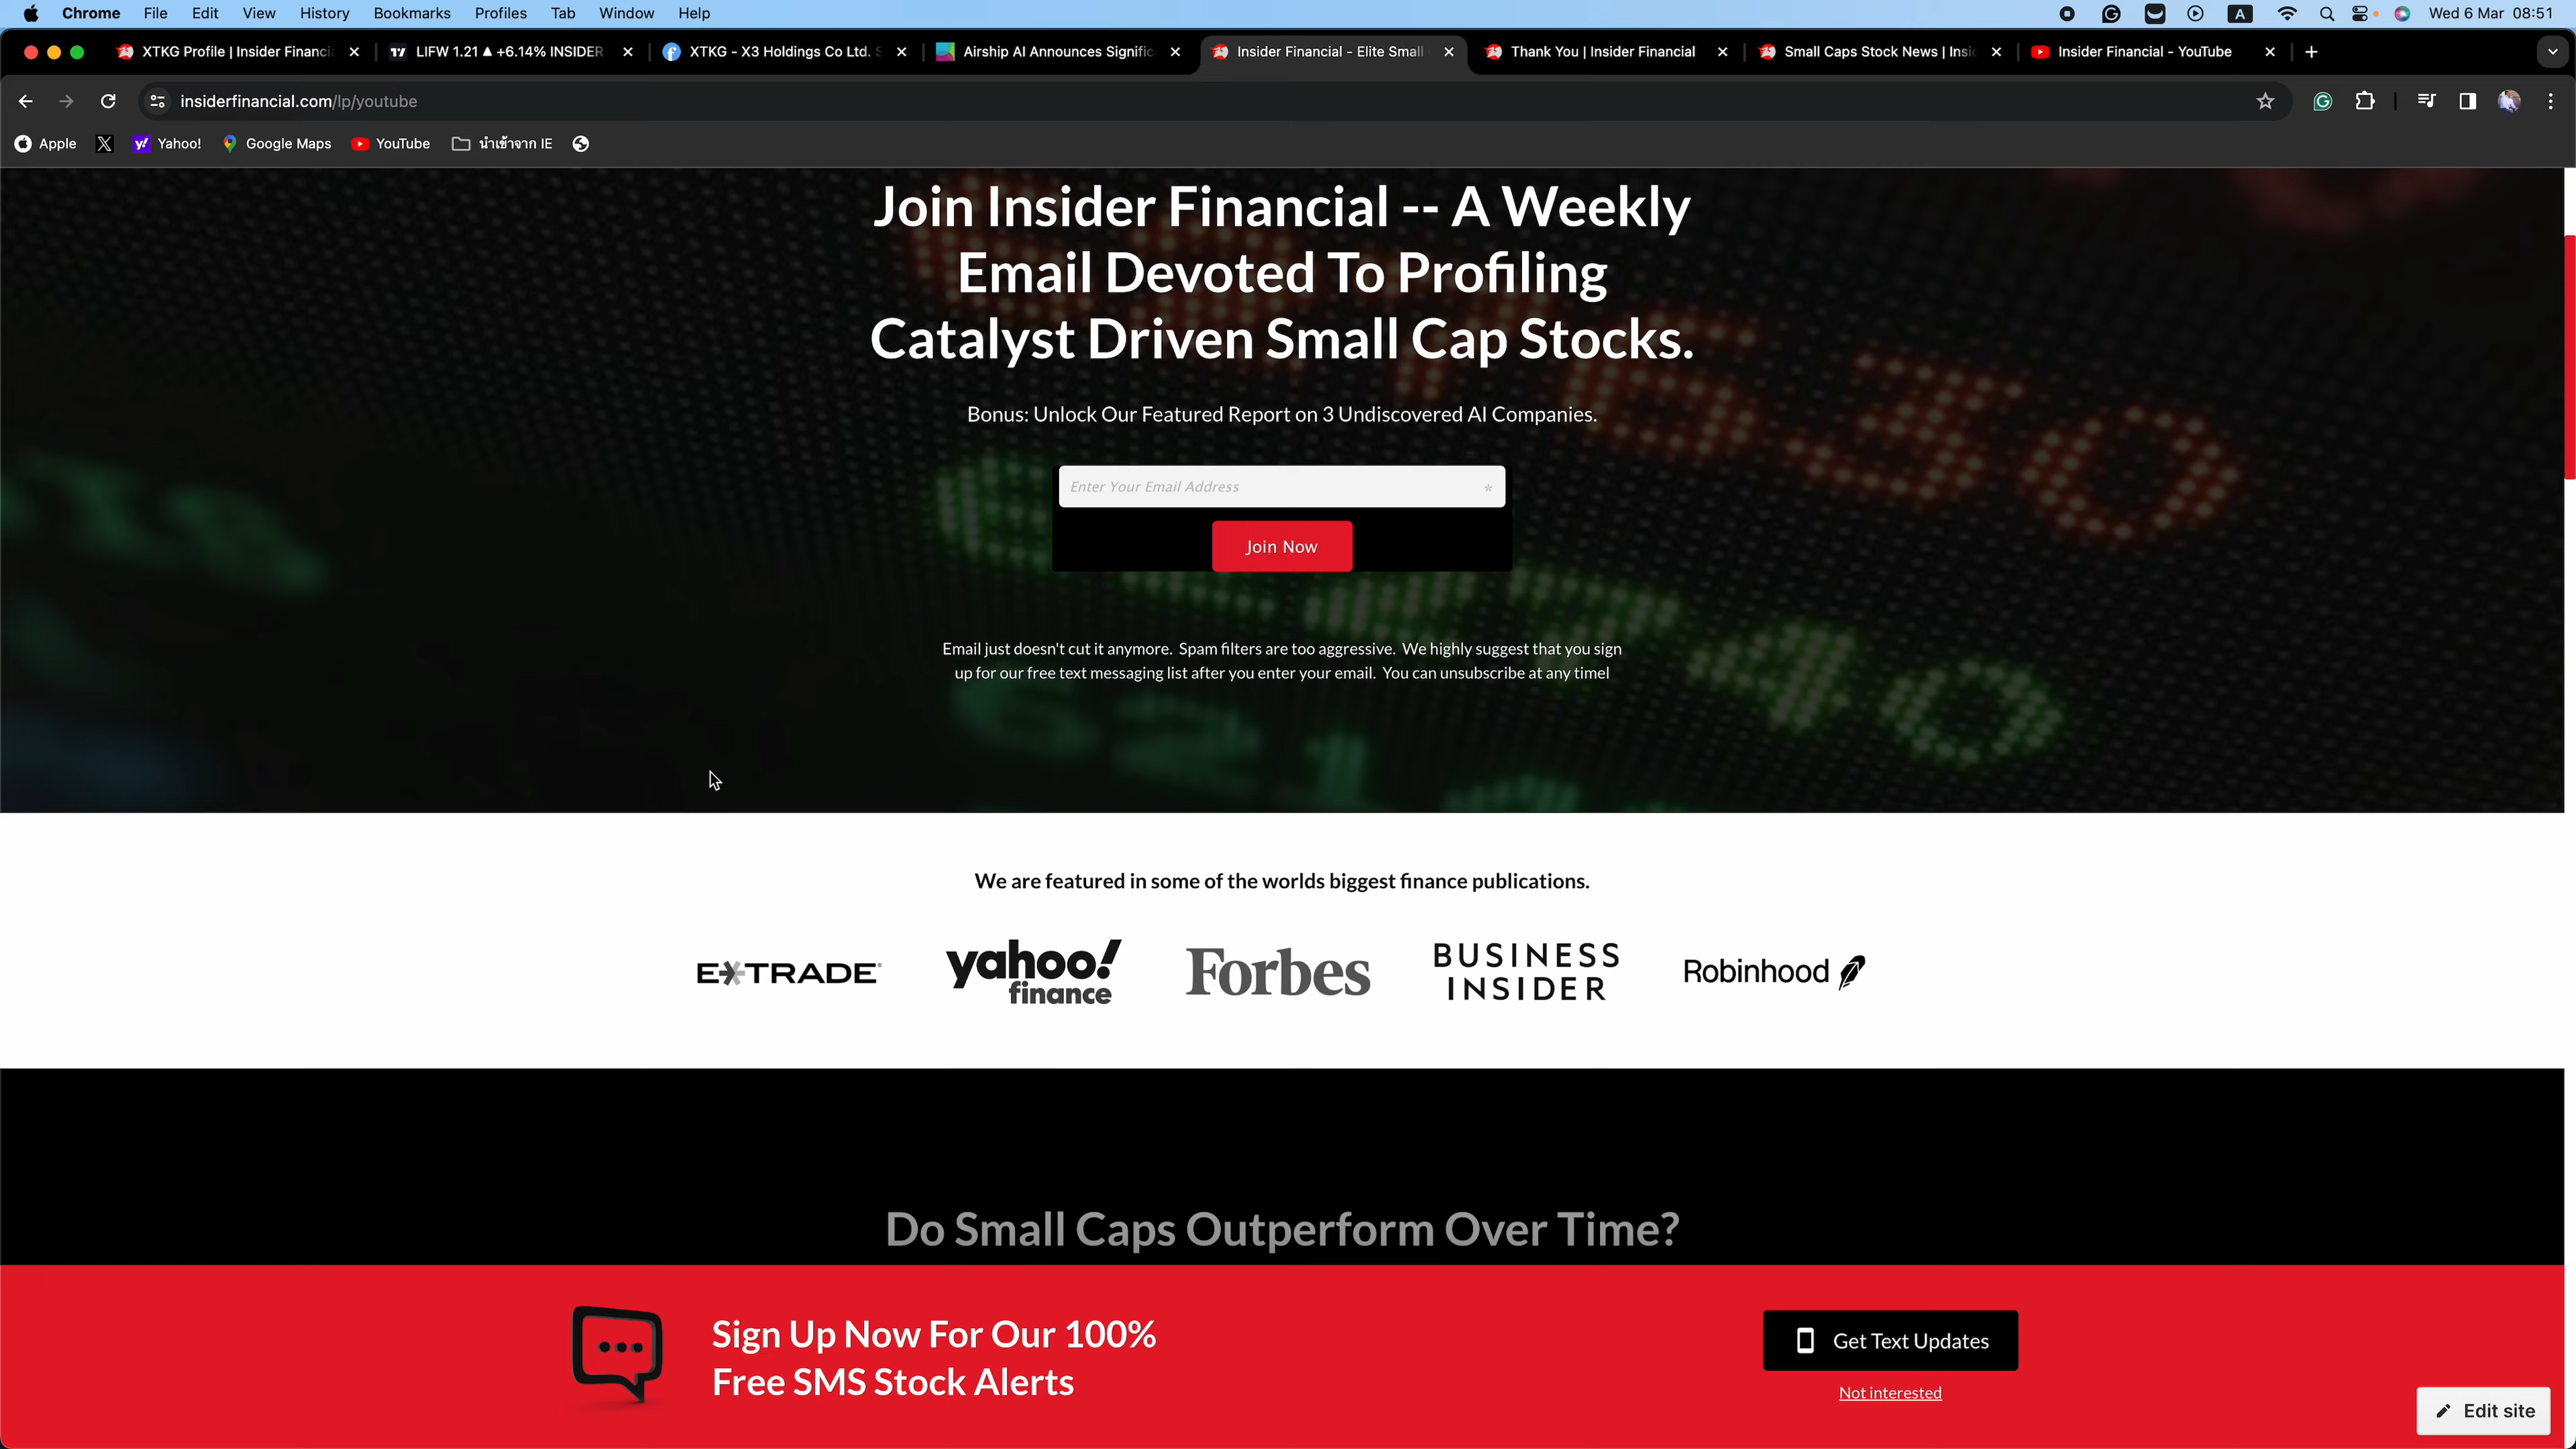 Chrome File Edit View History Bookmarks Profiles Tab Window Help A Wed 6 Mar 08:51
XTKG Profile | Insider Financi LIFW 1.21 ▲ +6.14% INSIDER XTKG - X3 Holdings Co Ltd. S Airship AI Announces Signific Insider Financial - Elite Small Thank You | Insider Financial Small Caps Stock News | Insi Insider Financial - YouTube
insiderfinancial.com/lp/youtube
Apple Yahoo! Google Maps YouTube นำเข้าจาก IE
Join Insider Financial -- A Weekly
Email Devoted To Profiling
Catalyst Driven Small Cap Stocks.
Bonus: Unlock Our Featured Report on 3 Undiscovered AI Companies.
Enter Your Email Address *
Join Now
Email just doesn't cut it anymore. Spam filters are too aggressive. We highly suggest that you sign
up for our free text messaging list after you enter your email. You can unsubscribe at any time!
We are featured in some of the worlds biggest finance publications.
E*TRADE yahoo! finance Forbes BUSINESS INSIDER Robinhood
Do Small Caps Outperform Over Time?
Sign Up Now For Our 100%
Free SMS Stock Alerts
Get Text Updates
Not interested
Edit site